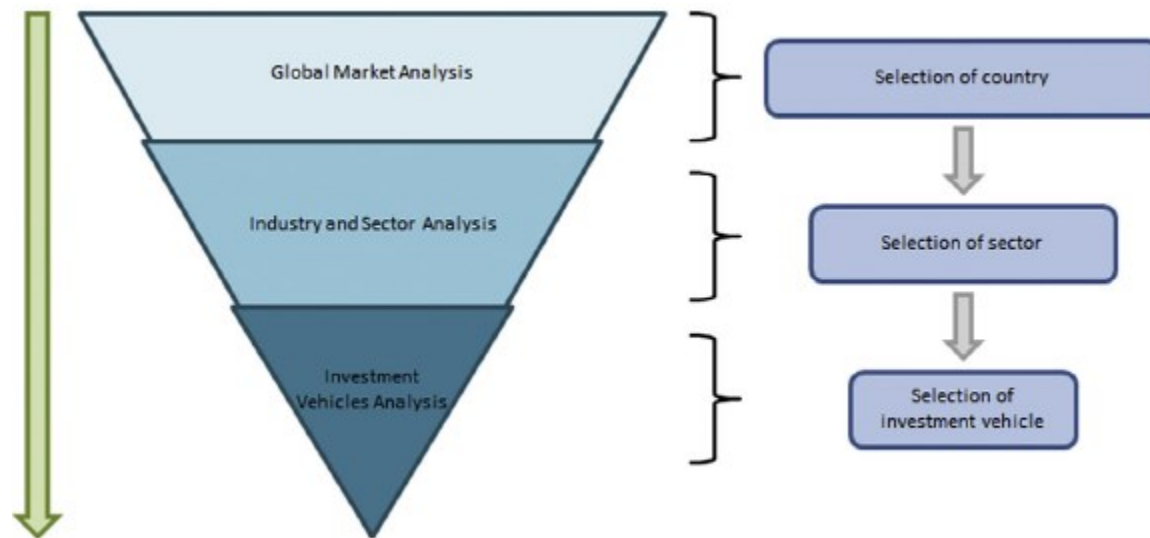 Global Market Analysis
Selection of country
Industry and Sector Analysis
Selection of sector
Investment
Vehicles Analysis
Selection of
investment vehicle